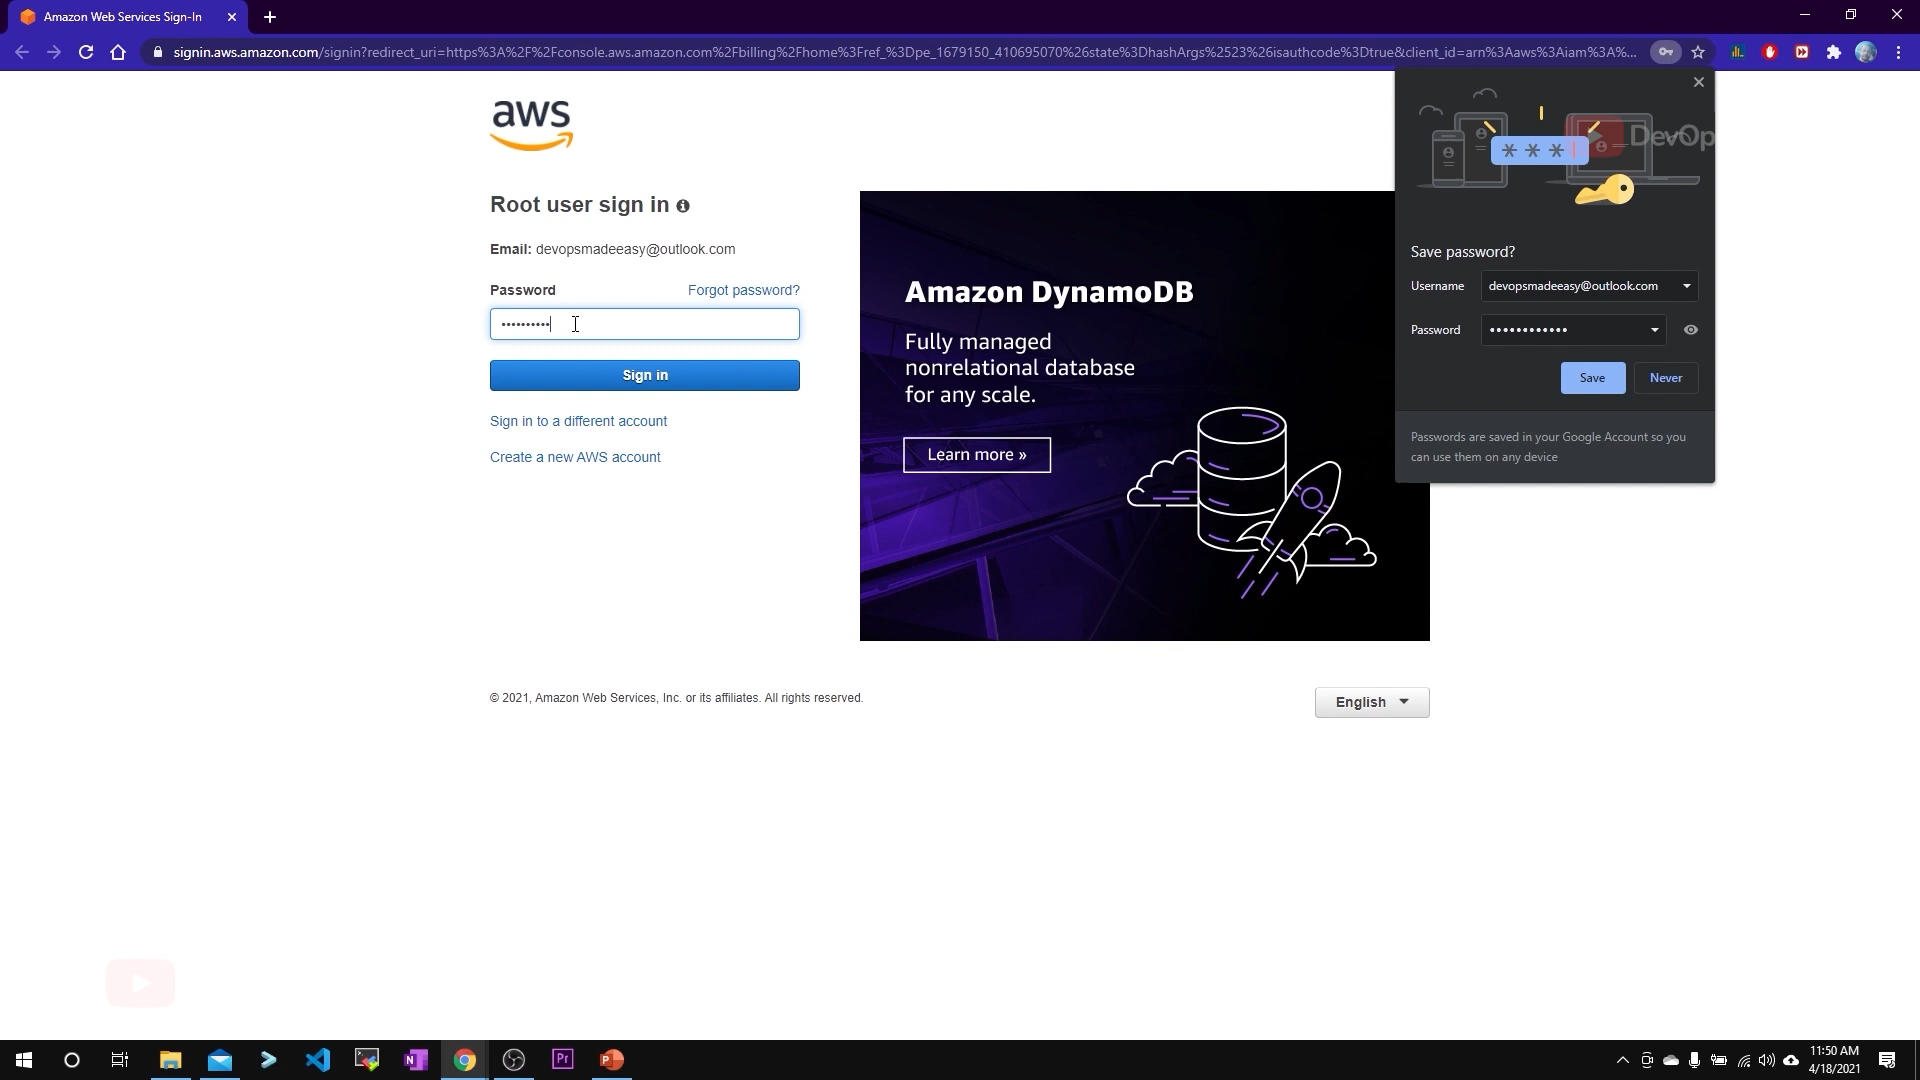 Amazon Web Services Sign-In
signin.aws.amazon.com/signin?redirect_uri=https%3A%2F%2Fconsole.aws.amazon.com%2Fbilling%2Fhome%3Fref_%3Dpe_1679150_410695070%26state%3DhashArgs%2523%26isauthcode%3Dtrue&client_id=arn%3Aaws%3Aiam%3A%...
aws
Root user sign in
Email: devopsmadeeasy@outlook.com
Password
Forgot password?
••••••••••
Sign in
Sign in to a different account
Create a new AWS account
Amazon DynamoDB
Fully managed
nonrelational database
for any scale.
Learn more »
DevOp
***
Save password?
Username devopsmadeeasy@outlook.com
Password ••••••••••••
Save Never
Passwords are saved in your Google Account so you
can use them on any device
© 2021, Amazon Web Services, Inc. or its affiliates. All rights reserved.
English
N
Pr
P
11:50 AM
4/18/2021